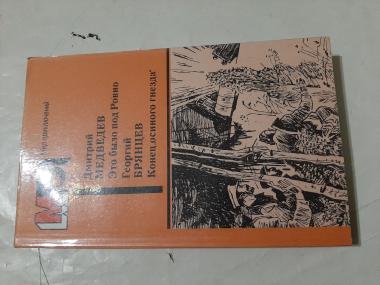 Дмитрий
МЕДВЕДЕВ
Это было под Ровно
Георгий
БРЯНЦЕВ
Конец „осиного гнезда”